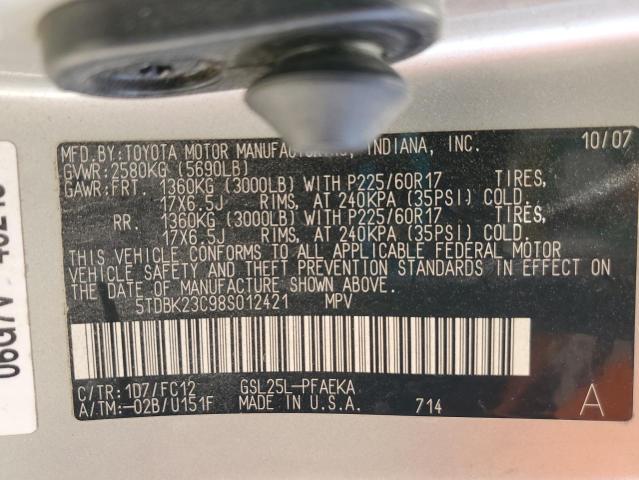 MFD.BY:TOYOTA MOTOR MANUFACTURING, INDIANA, INC. 10/07
GVWR:2580KG (5690LB)
GAWR:FRT. 1360KG (3000LB) WITH P225/60R17 TIRES,
17X6.5J RIMS, AT 240KPA (35PSI) COLD.
RR. 1360KG (3000LB) WITH P225/60R17 TIRES,
17X6.5J RIMS, AT 240KPA (35PSI) COLD.
THIS VEHICLE CONFORMS TO ALL APPLICABLE FEDERAL MOTOR
VEHICLE SAFETY AND THEFT PREVENTION STANDARDS IN EFFECT ON
THE DATE OF MANUFACTURE SHOWN ABOVE.
5TDBK23C98S012421 MPV
C/TR:1D7/FC12 GSL25L-PFAEKA
A/TM:-02B/U151F MADE IN U.S.A. 714 A